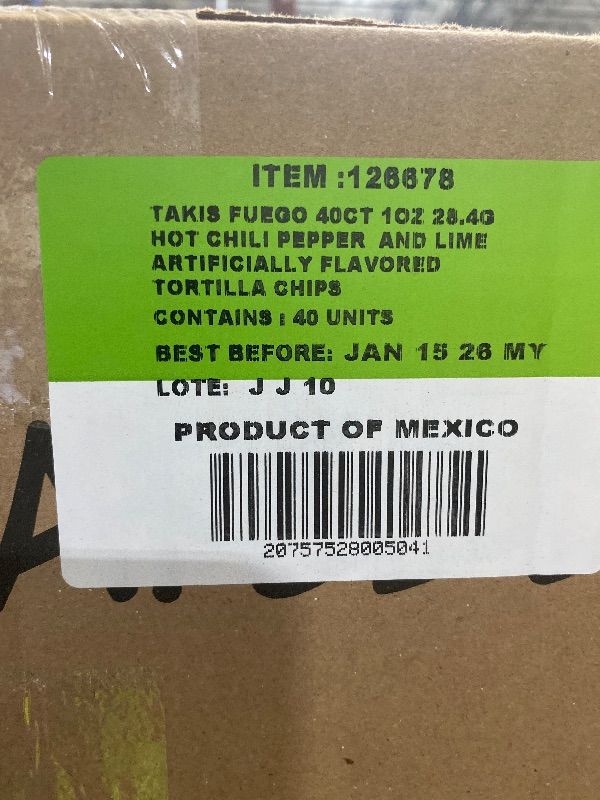 ITEM :126678
TAKIS FUEGO 40CT 1OZ 28.4G
HOT CHILI PEPPER AND LIME
ARTIFICIALLY FLAVORED
TORTILLA CHIPS
CONTAINS : 40 UNITS
BEST BEFORE: JAN 15 26 MY
LOTE: J J 10
PRODUCT OF MEXICO
20757528005041